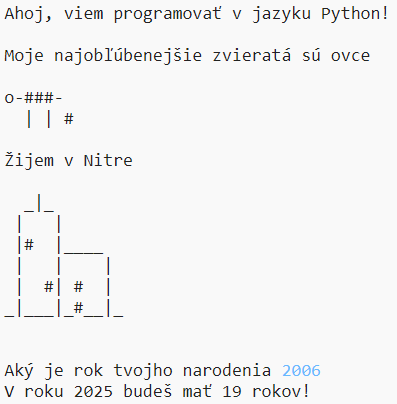 Ahoj, viem programovať v jazyku Python!
Moje najobľúbenejšie zvieratá sú ovce
o-###-
  | | #
Žijem v Nitre
  _|_
 |   |
 |#  |____
 |   |    |
 |  #| #  |
_|___|_#__|_
Aký je rok tvojho narodenia 2006
V roku 2025 budeš mať 19 rokov!